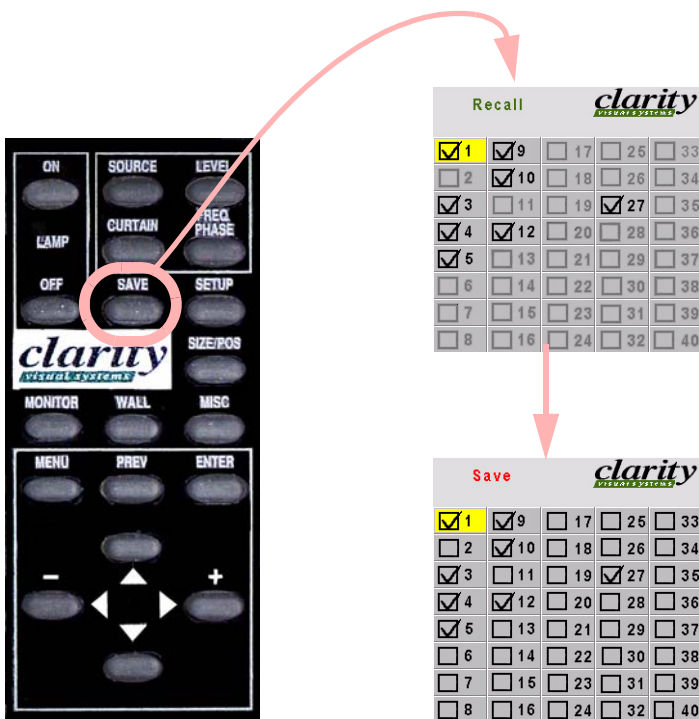 ON SOURCE LEVEL
CURTAIN FREQ
PHASE
LAMP
OFF SAVE SETUP
clarity
visual systems
SIZE/POS
MONITOR WALL MISC
MENU PREV ENTER
- +
Recall clarity
visual systems
1 9 17 25 33
2 10 18 26 34
3 11 19 27 35
4 12 20 28 36
5 13 21 29 37
6 14 22 30 38
7 15 23 31 39
8 16 24 32 40
Save clarity
visual systems
1 9 17 25 33
2 10 18 26 34
3 11 19 27 35
4 12 20 28 36
5 13 21 29 37
6 14 22 30 38
7 15 23 31 39
8 16 24 32 40